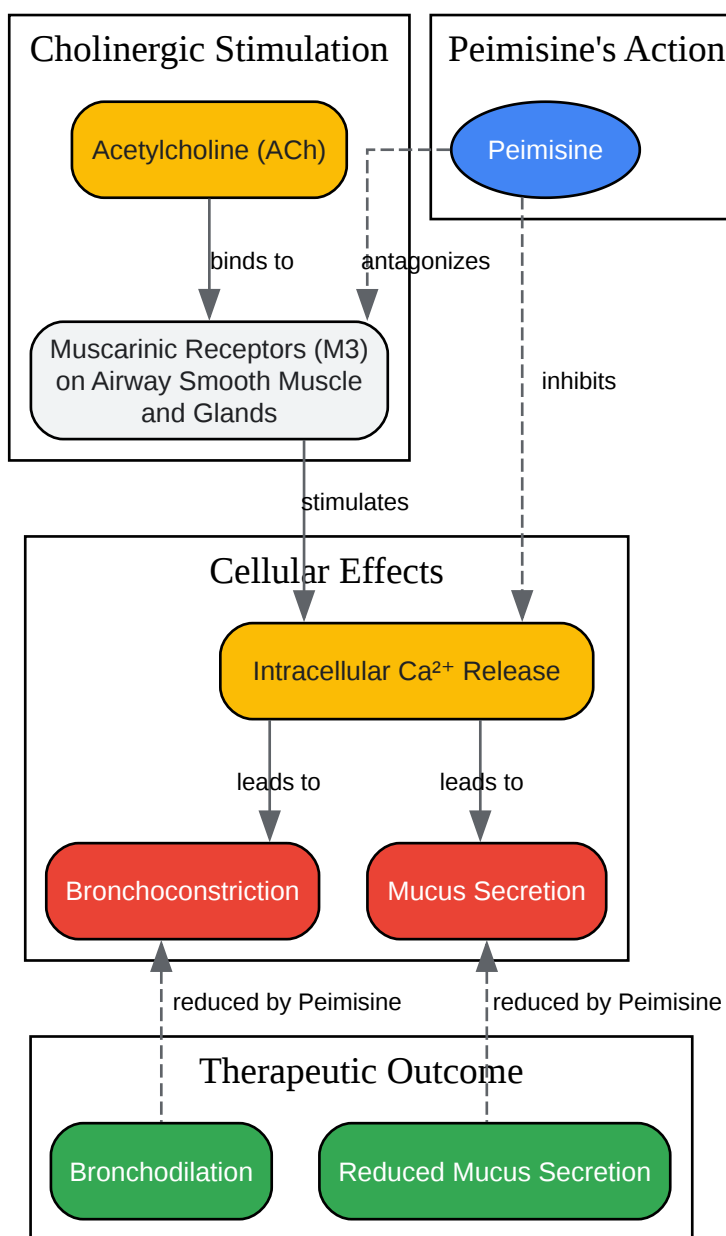 Cholinergic Stimulation
Peimisine's Action
Acetylcholine (ACh)
Peimisine
binds to
antagonizes
Muscarinic Receptors (M3)
on Airway Smooth Muscle
and Glands
inhibits
stimulates
Cellular Effects
Intracellular Ca²⁺ Release
leads to
leads to
Bronchoconstriction
Mucus Secretion
reduced by Peimisine
reduced by Peimisine
Therapeutic Outcome
Bronchodilation
Reduced Mucus Secretion